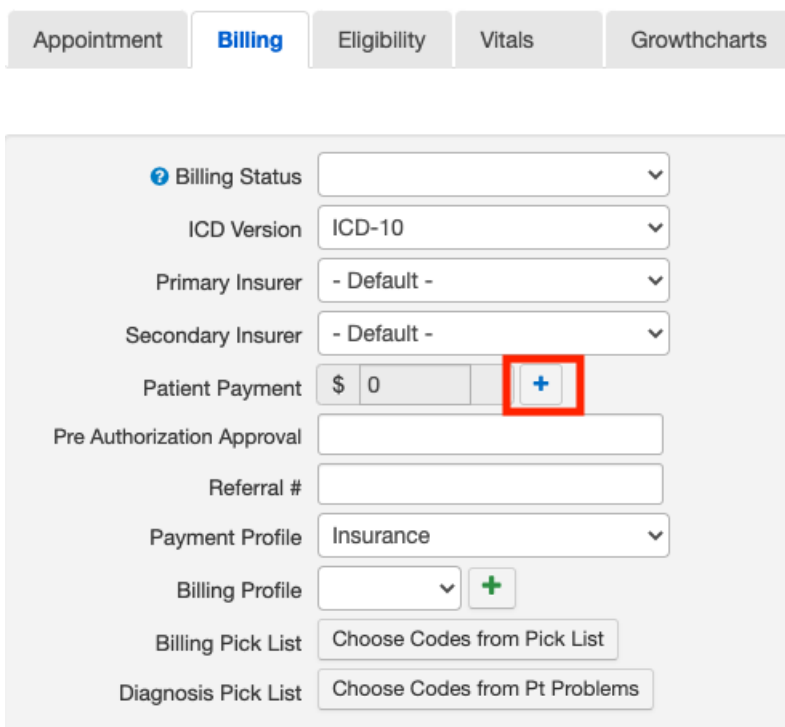 Appointment Billing Eligibility Vitals Growthcharts
? Billing Status
ICD Version ICD-10
Primary Insurer - Default -
Secondary Insurer - Default -
Patient Payment $ 0 +
Pre Authorization Approval
Referral #
Payment Profile Insurance
Billing Profile +
Billing Pick List Choose Codes from Pick List
Diagnosis Pick List Choose Codes from Pt Problems